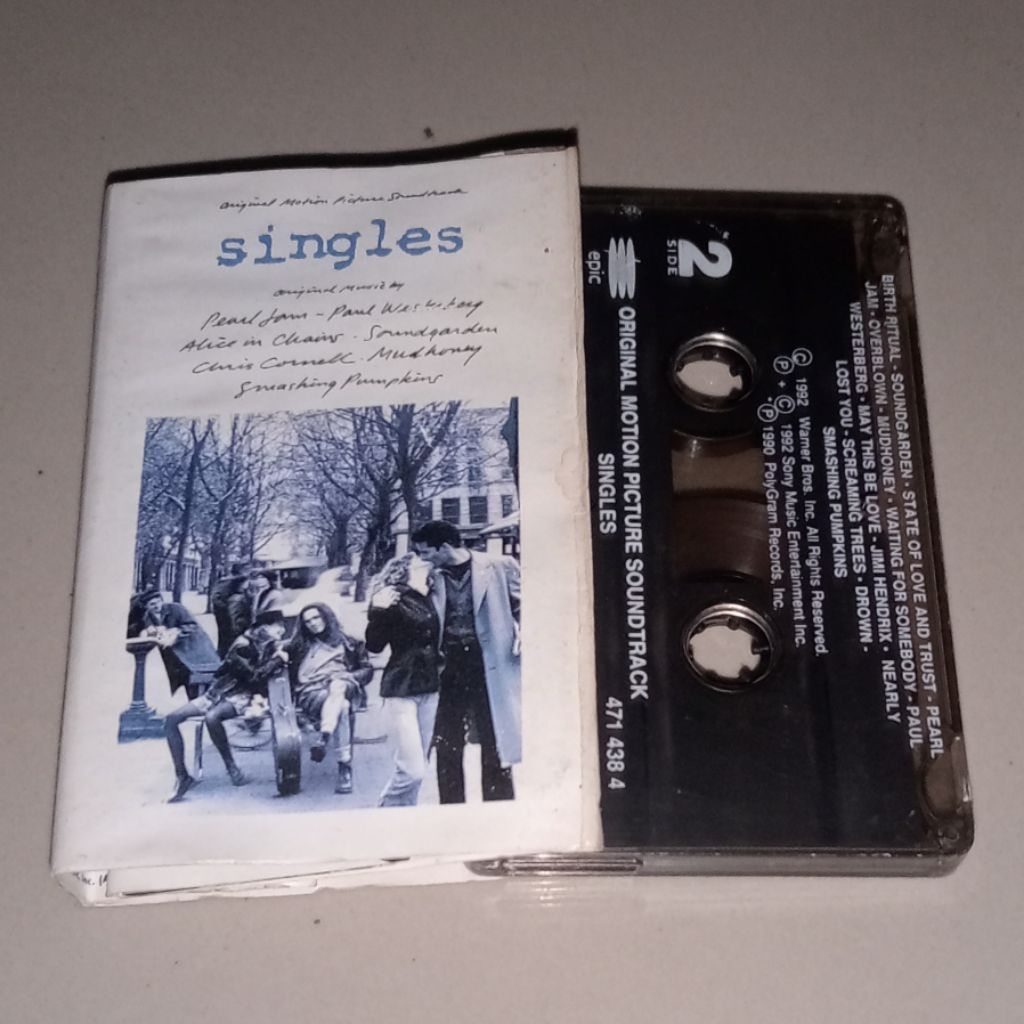 Original Motion Picture Soundtrack
singles
Original Music by
Pearl Jam - Paul Westerberg
Alice in Chains · Soundgarden
Chris Cornell · Mudhoney
Smashing Pumpkins
2
SIDE
epic
ORIGINAL MOTION PICTURE SOUNDTRACK
SINGLES
471 438 4
BIRTH RITUAL · SOUNDGARDEN · STATE OF LOVE AND TRUST · PEARL
JAM · OVERBLOWN · MUDHONEY · WAITING FOR SOMEBODY · PAUL
WESTERBERG · MAY THIS BE LOVE · JIMI HENDRIX · NEARLY
LOST YOU · SCREAMING TREES · DROWN ·
SMASHING PUMPKINS
© 1992 Warner Bros. Inc. All Rights Reserved.
℗ + © 1992 Sony Music Entertainment Inc.
· ℗ 1990 PolyGram Records, Inc.